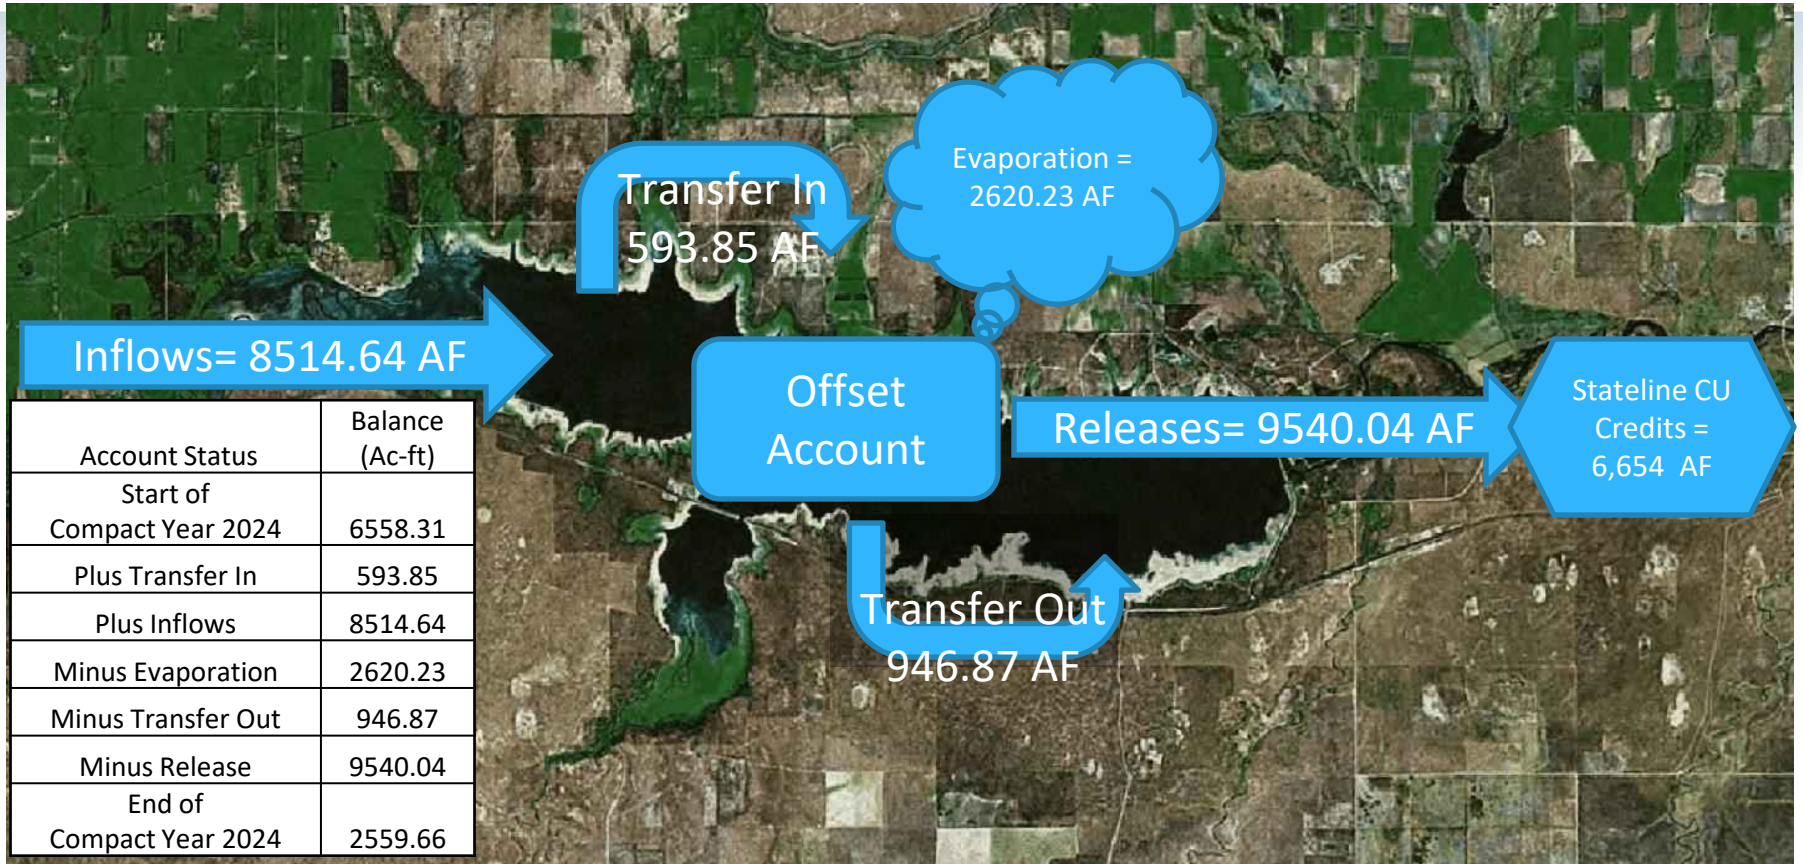 Transfer In
593.85 AF
Evaporation =
2620.23 AF
Inflows= 8514.64 AF
Offset
Account
Releases= 9540.04 AF
Stateline CU
Credits =
6,654 AF
Transfer Out
946.87 AF
Account Status
Balance
(Ac-ft)
Start of
Compact Year 2024
6558.31
Plus Transfer In
593.85
Plus Inflows
8514.64
Minus Evaporation
2620.23
Minus Transfer Out
946.87
Minus Release
9540.04
End of
Compact Year 2024
2559.66